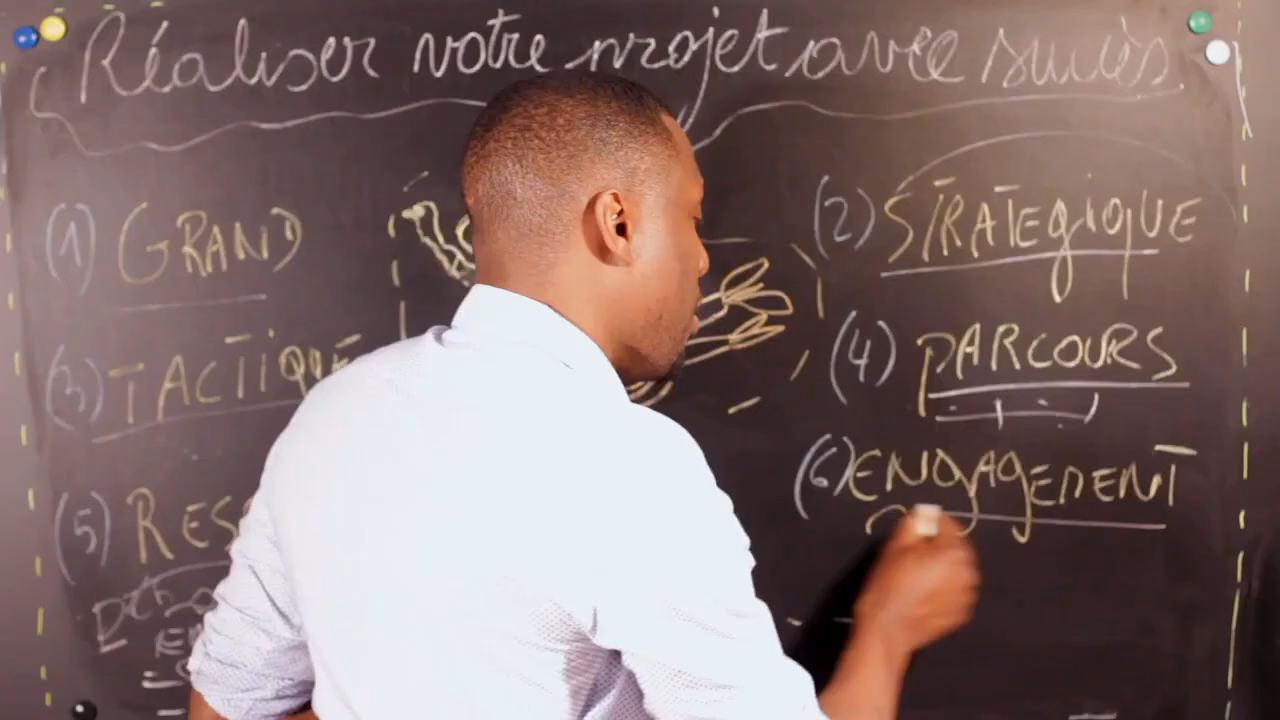 Réaliser votre projet avec succès
(1) GRAND
(2) STRATEGIQUE
(3) TACTIQUE
(4) PARCOURS
(5) RES
(6) ENGAGEMENT